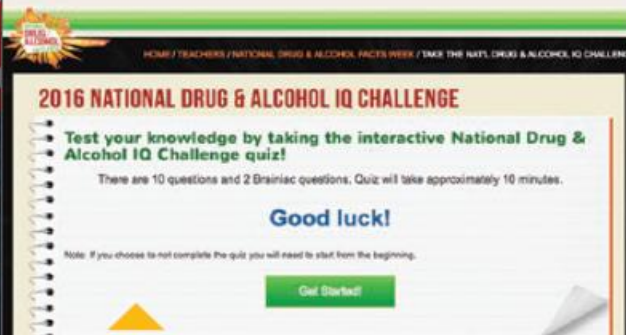 DRUG
ALCOHOL
HOME / TEACHERS / NATIONAL DRUG & ALCOHOL FACTS WEEK / TAKE THE NAT'L DRUG & ALCOHOL IQ CHALLEN
2016 NATIONAL DRUG & ALCOHOL IQ CHALLENGE
Test your knowledge by taking the interactive National Drug &
Alcohol IQ Challenge quiz!
There are 10 questions and 2 Brainiac questions. Quiz will take approximately 10 minutes.
Good luck!
Note: If you choose to not complete the quiz you will need to start from the beginning.
Get Started!